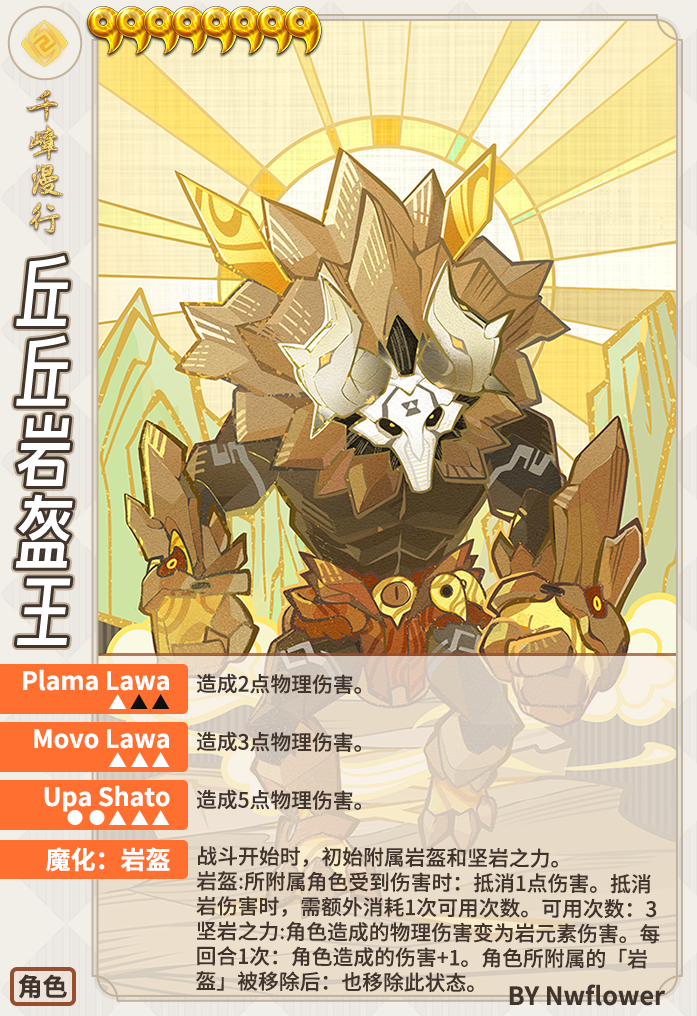 千嶂漫行
丘丘岩盔王
Plama Lawa
造成2点物理伤害。
Movo Lawa
造成3点物理伤害。
Upa Shato
造成5点物理伤害。
魔化：岩盔
战斗开始时，初始附属岩盔和坚岩之力。
岩盔:所附属角色受到伤害时：抵消1点伤害。抵消
岩伤害时，需额外消耗1次可用次数。可用次数：3
坚岩之力:角色造成的物理伤害变为岩元素伤害。每
回合1次：角色造成的伤害+1。角色所附属的「岩
盔」被移除后：也移除此状态。
角色
BY Nwflower